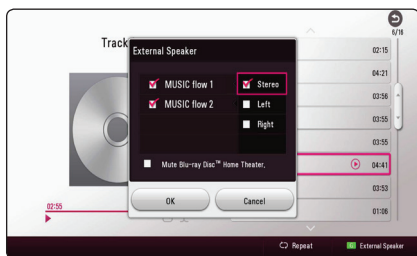 6/16
Track
02:15
External Speaker
04:21
MUSIC flow 1
Stereo
03:56
MUSIC flow 2
Left
03:55
Right
03:55
Mute Blu-ray Disc™ Home Theater.
04:41
03:53
OK
Cancel
02:55
01:06
Repeat
External Speaker